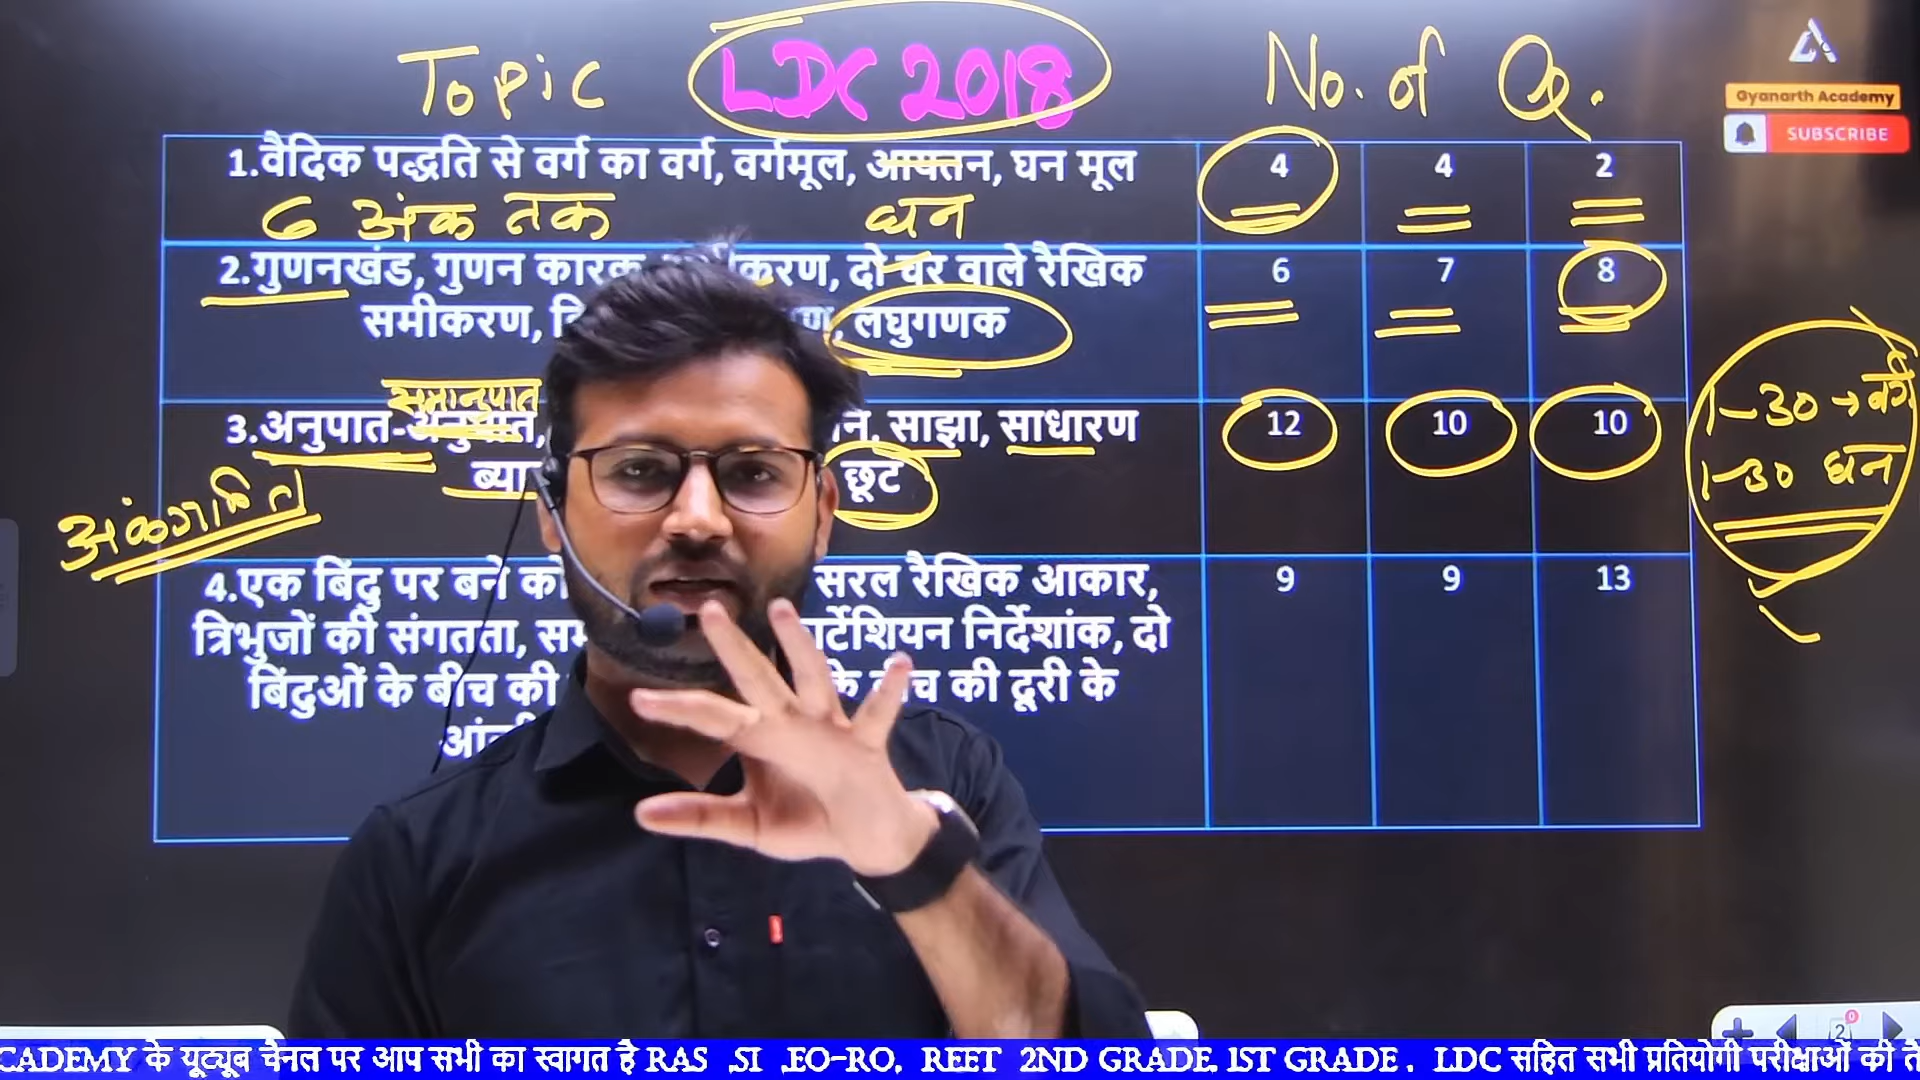 Topic LDC 2018 No. of Q.
Gyanarth Academy
SUBSCRIBE
1.वैदिक पद्धति से वर्ग का वर्ग, वर्गमूल, आयतन, घन मूल 4 4 2
6 अंक तक घन
2.गुणनखंड, गुणन कारक, दो चर वाले रैखिक 6 7 8
समीकरण, लघुगणक
1-30 → वर्ग
समानुपात
3.अनुपात-अनुपात, साझा, साधारण 12 10 10
1-30 घन
छूट
अंकगणित
4.एक बिंदु पर बने सरल रैखिक आकार, 9 9 13
त्रिभुजों की संगतता, निर्देशांक, दो
बिंदुओं के बीच की के बीच की दूरी के
2 0
CADEMY के यूट्यूब चैनल पर आप सभी का स्वागत है RAS ,SI ,EO-RO, REET 2ND GRADE, 1ST GRADE , LDC सहित सभी प्रतियोगी परीक्षाओं की